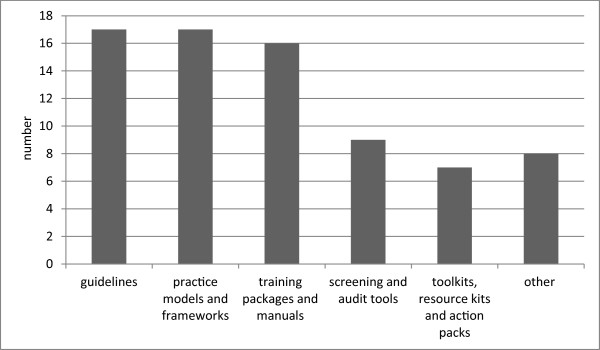 18
16
14
12
10
8
6
4
2
0
number
guidelines
practice
models and
frameworks
training
packages and
manuals
screening and
audit tools
toolkits,
resource kits
and action
packs
other